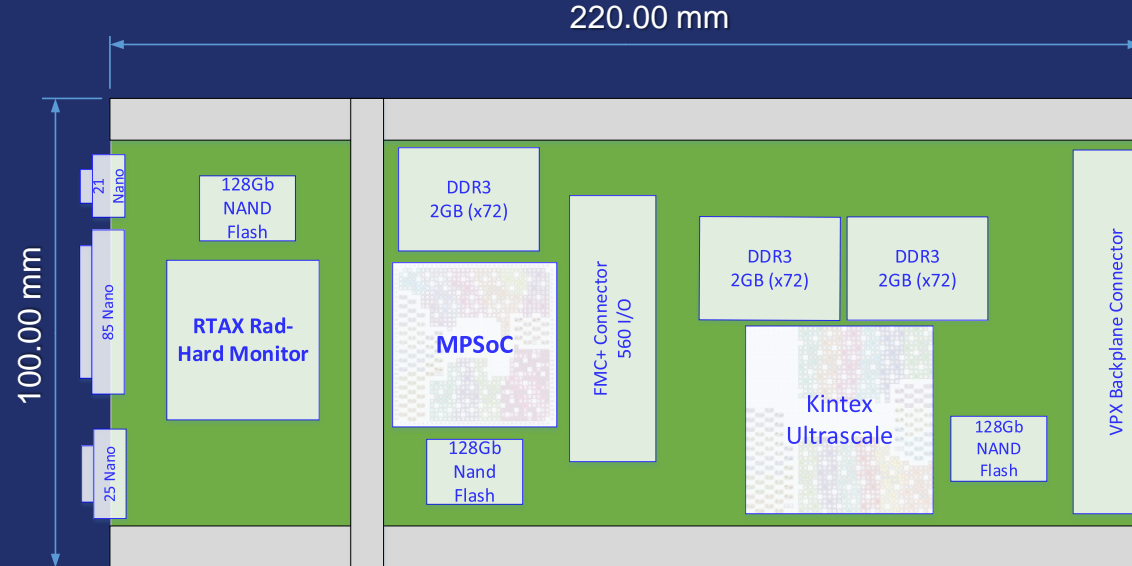 220.00 mm
100.00 mm
21
Nano
85 Nano
25 Nano
128Gb
NAND
Flash
RTAX Rad-
Hard Monitor
DDR3
2GB (x72)
MPSoC
128Gb
Nand
Flash
FMC+ Connector
560 I/O
DDR3
2GB (x72)
DDR3
2GB (x72)
Kintex
Ultrascale
128Gb
NAND
Flash
VPX Backplane Connector